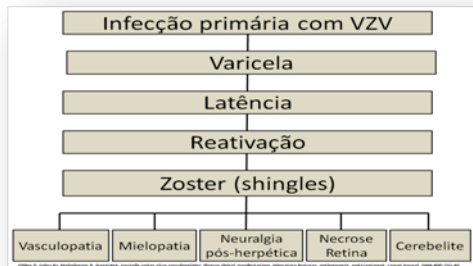 Infecção primária com VZV
Varicela
Latência
Reativação
Zoster (shingles)
Vasculopatia
Mielopatia
Neuralgia
pós-herpética
Necrose
Retina
Cerebelite